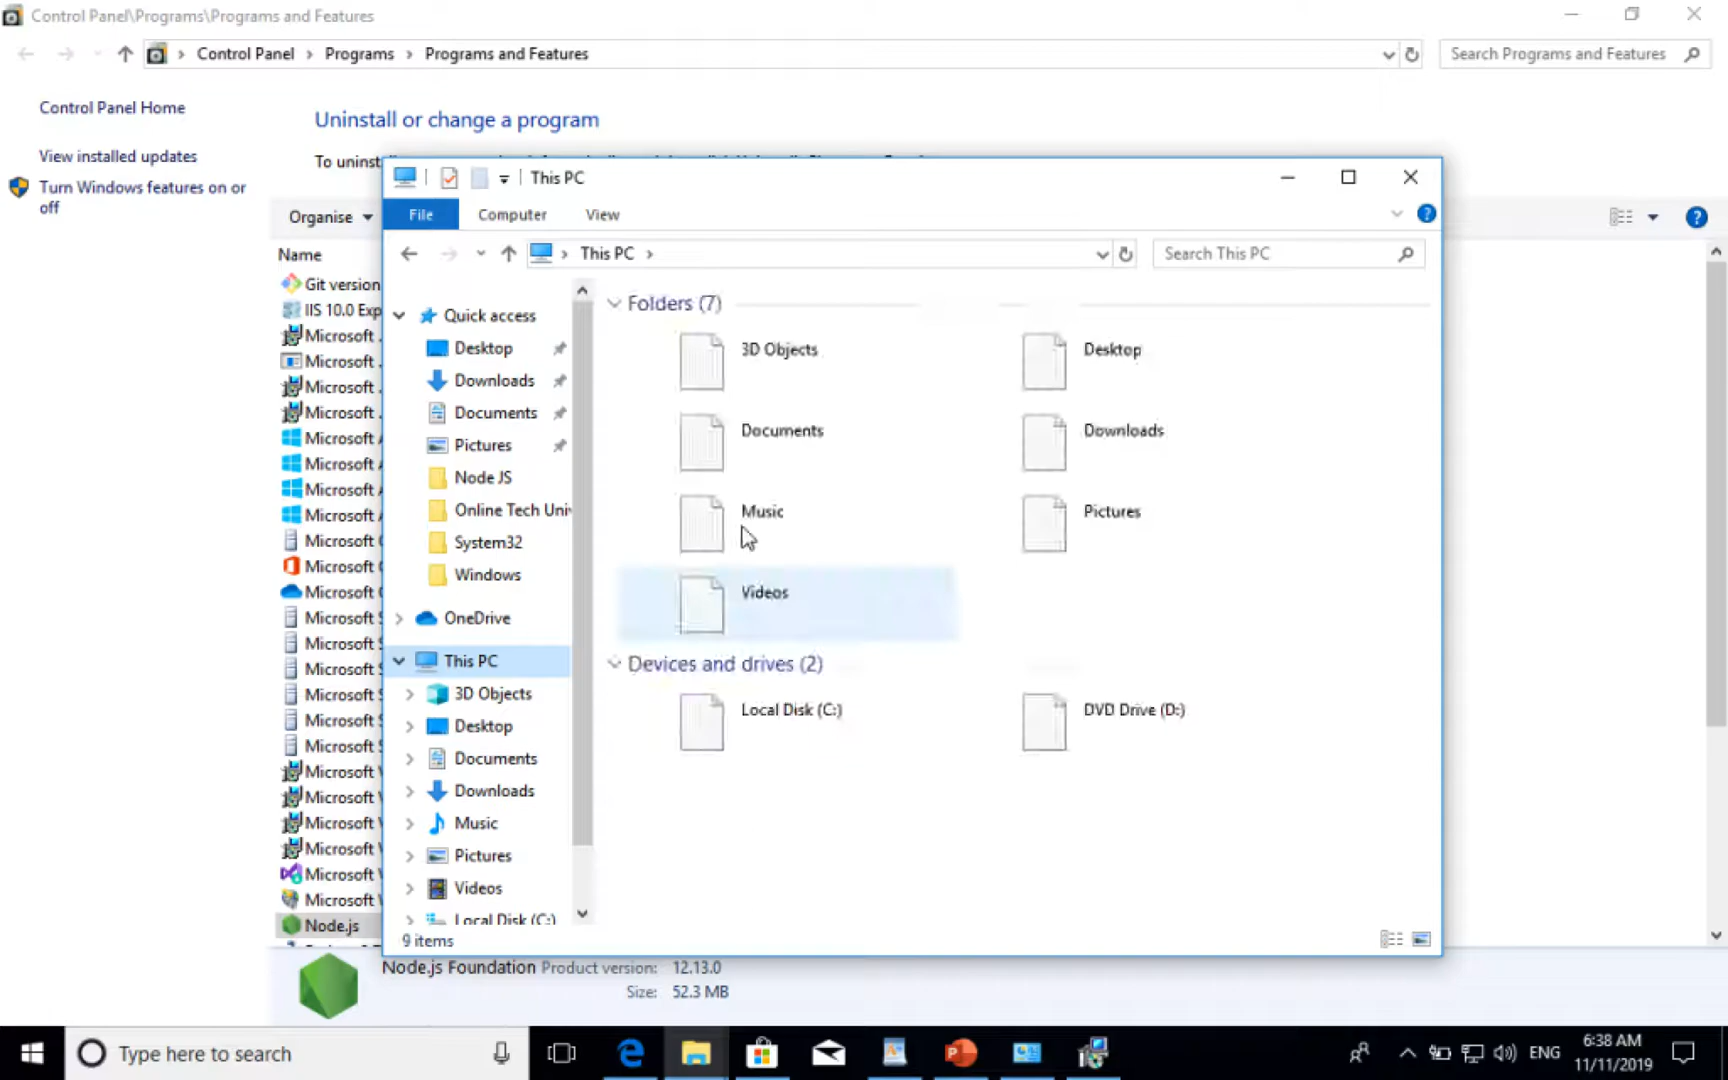 Control Panel\Programs\Programs and Features
Control Panel > Programs > Programs and Features
Search Programs and Features
Control Panel Home
View installed updates
Turn Windows features on or
off
Uninstall or change a program
To uninst
Organise
Name
Git version
IIS 10.0 Exp
Microsoft .
Microsoft .
Microsoft .
Microsoft .
Microsoft A
Microsoft A
Microsoft A
Microsoft A
Microsoft
Microsoft
Microsoft
Microsoft S
Microsoft S
Microsoft S
Microsoft S
Microsoft S
Microsoft S
Microsoft V
Microsoft V
Microsoft V
Microsoft V
Microsoft V
Microsoft V
Node.js
This PC
File
Computer
View
This PC >
Search This PC
Quick access
Desktop
Downloads
Documents
Pictures
Node JS
Online Tech Univ
System32
Windows
OneDrive
This PC
3D Objects
Desktop
Documents
Downloads
Music
Pictures
Videos
Local Disk (C:)
Folders (7)
3D Objects
Desktop
Documents
Downloads
Music
Pictures
Videos
Devices and drives (2)
Local Disk (C:)
DVD Drive (D:)
9 items
Node.js Foundation Product version: 12.13.0
Size: 52.3 MB
Type here to search
ENG
6:38 AM
11/11/2019